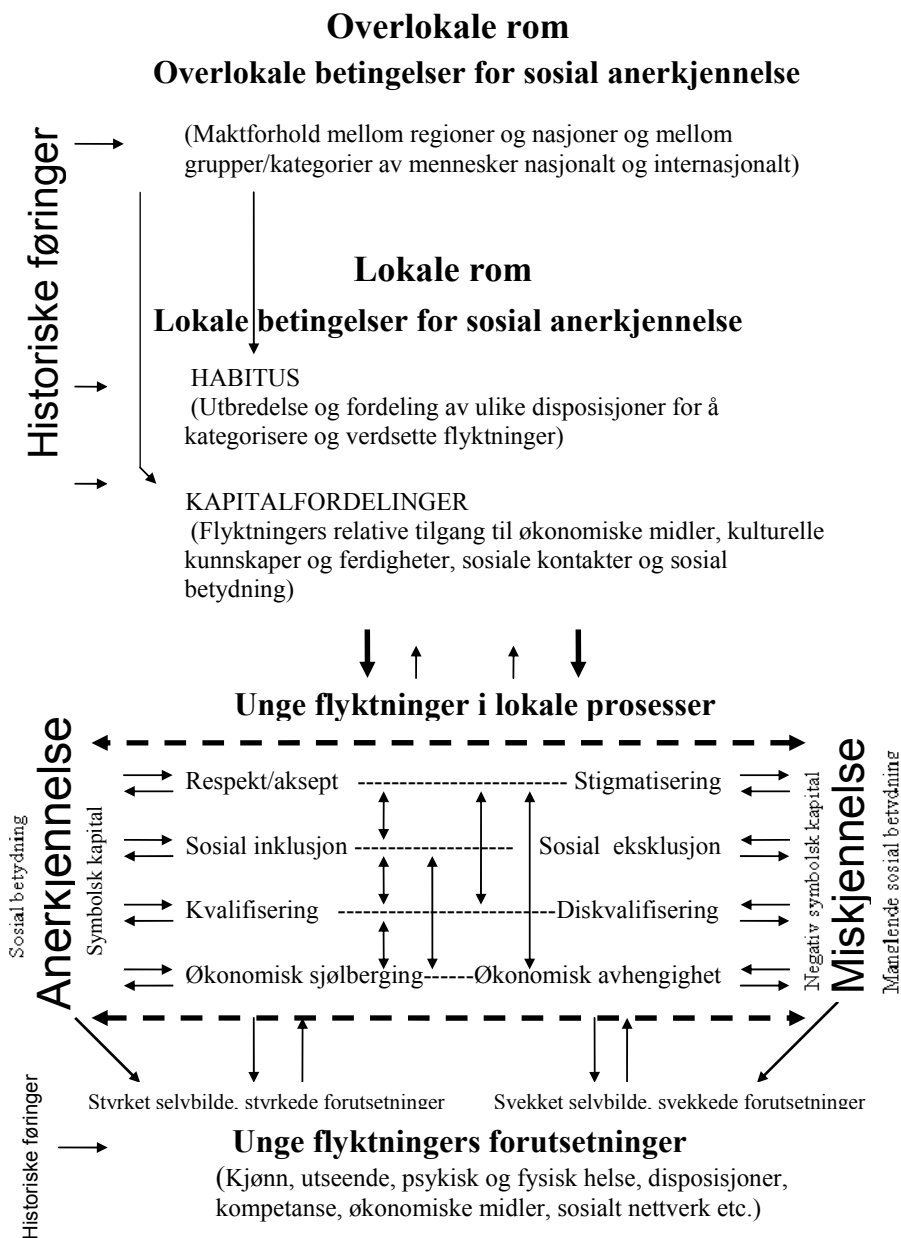 Overlokale rom
Overlokale betingelser for sosial anerkjennelse
Historiske føringer
(Maktforhold mellom regioner og nasjoner og mellom
grupper/kategorier av mennesker nasjonalt og internasjonalt)
Lokale rom
Lokale betingelser for sosial anerkjennelse
HABITUS
(Utbredelse og fordeling av ulike disposisjoner for å
kategorisere og verdsette flyktninger)
KAPITALFORDELINGER
(Flyktningers relative tilgang til økonomiske midler, kulturelle
kunnskaper og ferdigheter, sosiale kontakter og sosial
betydning)
Unge flyktninger i lokale prosesser
Sosial betydning
Anerkjennelse
Symbolsk kapital
Respekt/aksept ---------------------- Stigmatisering
Sosial inklusjon ------------------ Sosial eksklusjon
Kvalifisering ----------------------- Diskvalifisering
Økonomisk sjølberging ------ Økonomisk avhengighet
Negativ symbolsk kapital
Miskjennelse
Manglende sosial betydning
Styrket selvbilde, styrkede forutsetninger
Svekket selvbilde, svekkede forutsetninger
Historiske føringer
Unge flyktningers forutsetninger
(Kjønn, utseende, psykisk og fysisk helse, disposisjoner,
kompetanse, økonomiske midler, sosialt nettverk etc.)